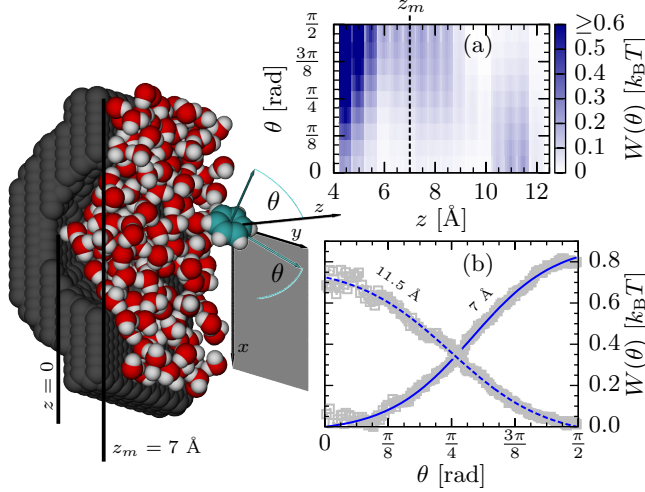 z_m
π/2
3π/8
π/4
π/8
0
θ [rad]
(a)
4
6
8
10
12
z [Å]
≥0.6
0.5
0.4
0.3
0.2
0.1
0
W(θ) [k_BT]
θ
z
y
θ
x
z = 0
z_m = 7 Å
(b)
11.5 Å
7 Å
0.8
0.6
0.4
0.2
0.0
W(θ) [k_BT]
0
π/8
π/4
3π/8
π/2
θ [rad]